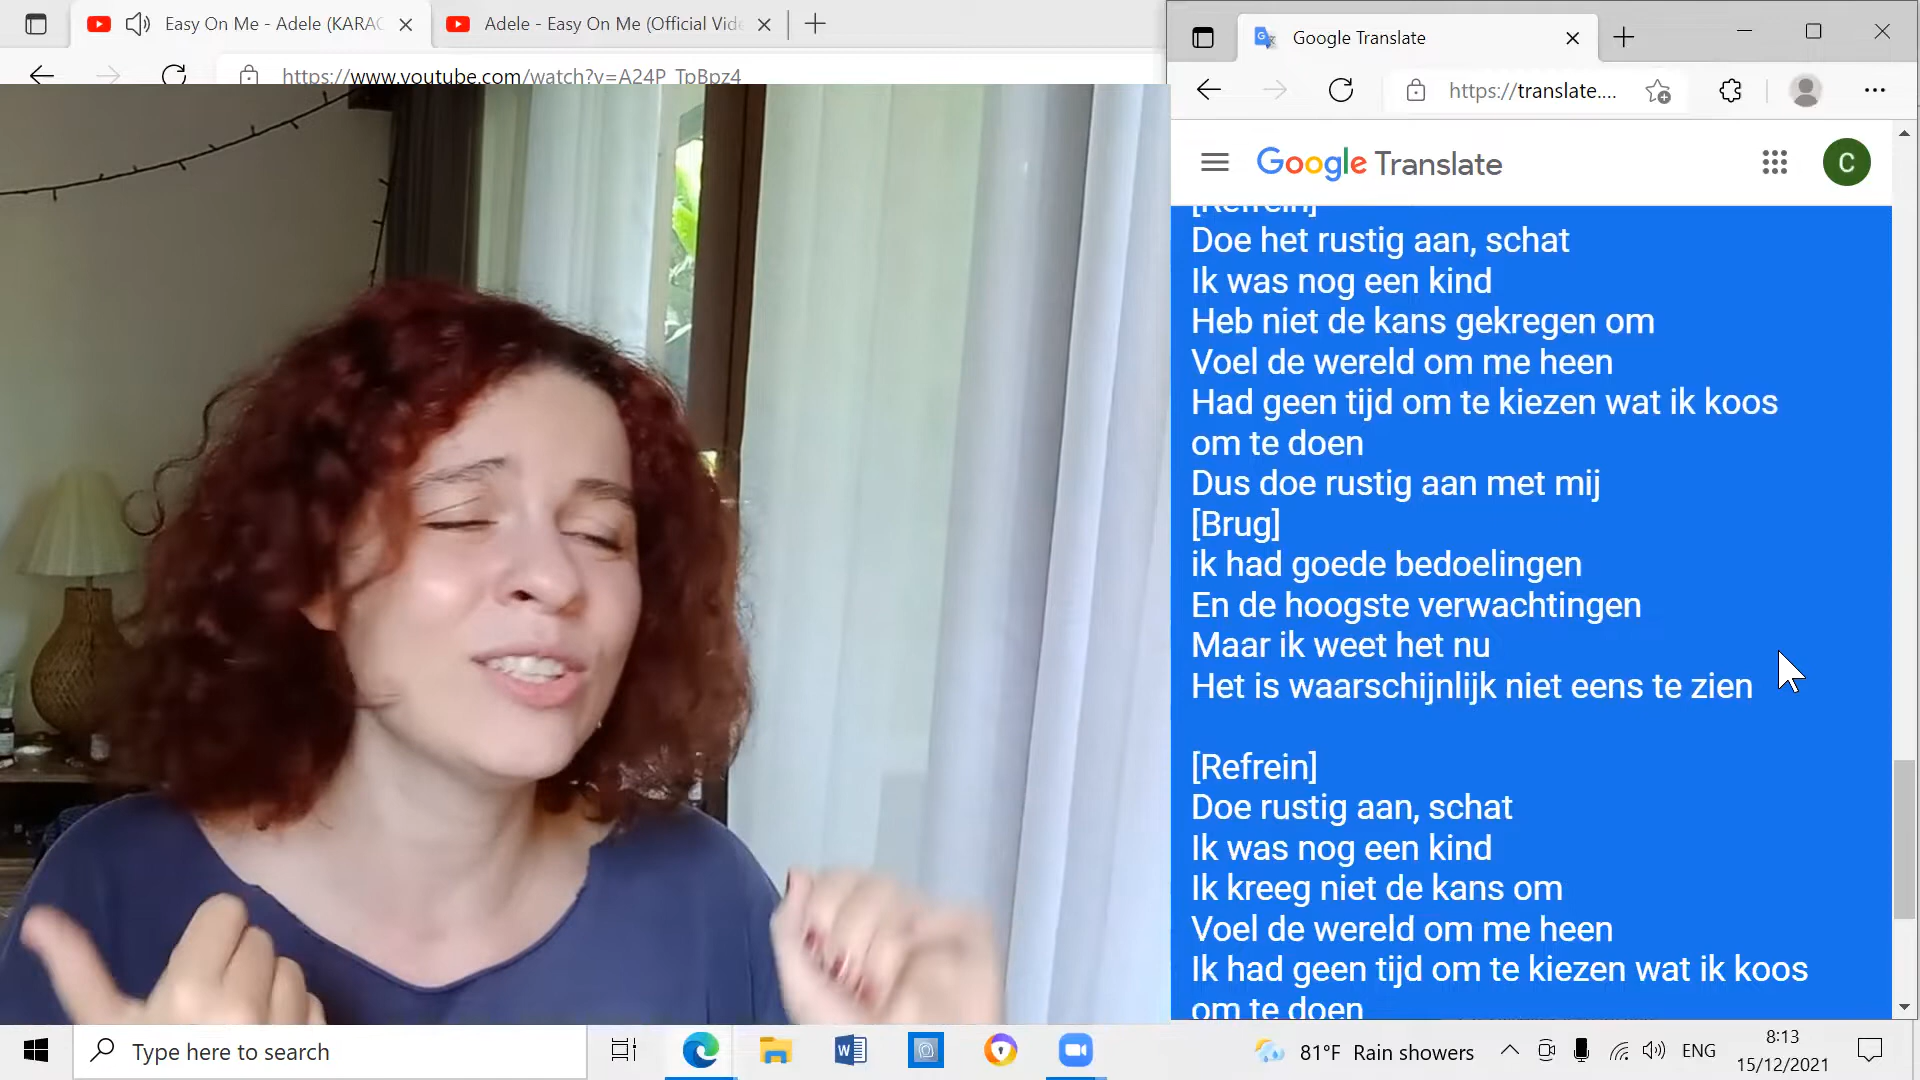 Easy On Me - Adele (KARAC
Adele - Easy On Me (Official Vide
https://www.youtube.com/watch?v=A24P_TpBpz4
Google Translate
https://translate....
Google Translate
C
[Refrein]
Doe het rustig aan, schat
Ik was nog een kind
Heb niet de kans gekregen om
Voel de wereld om me heen
Had geen tijd om te kiezen wat ik koos
om te doen
Dus doe rustig aan met mij
[Brug]
ik had goede bedoelingen
En de hoogste verwachtingen
Maar ik weet het nu
Het is waarschijnlijk niet eens te zien
[Refrein]
Doe rustig aan, schat
Ik was nog een kind
Ik kreeg niet de kans om
Voel de wereld om me heen
Ik had geen tijd om te kiezen wat ik koos
om te doen
Type here to search
81°F Rain showers
ENG
8:13
15/12/2021